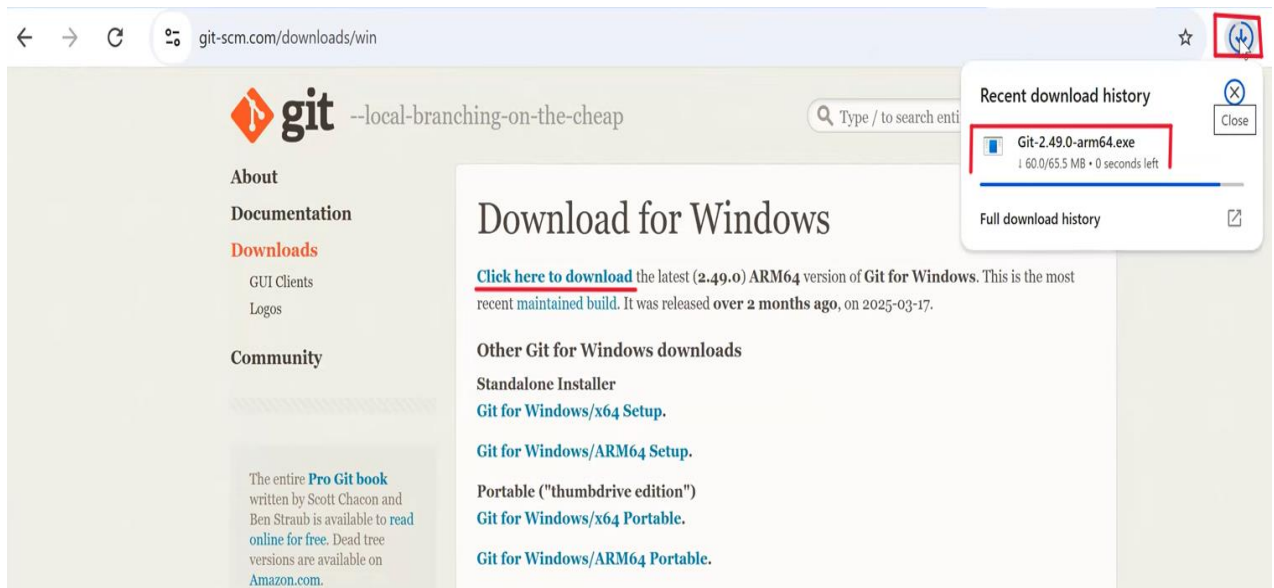 git-scm.com/downloads/win
git --local-branching-on-the-cheap
Type / to search enti
Recent download history
Close
Git-2.49.0-arm64.exe
↓ 60.0/65.5 MB • 0 seconds left
Full download history
About
Documentation
Downloads
GUI Clients
Logos
Community
The entire Pro Git book
written by Scott Chacon and
Ben Straub is available to read
online for free. Dead tree
versions are available on
Amazon.com.
Download for Windows
Click here to download the latest (2.49.0) ARM64 version of Git for Windows. This is the most
recent maintained build. It was released over 2 months ago, on 2025-03-17.
Other Git for Windows downloads
Standalone Installer
Git for Windows/x64 Setup.
Git for Windows/ARM64 Setup.
Portable ("thumbdrive edition")
Git for Windows/x64 Portable.
Git for Windows/ARM64 Portable.